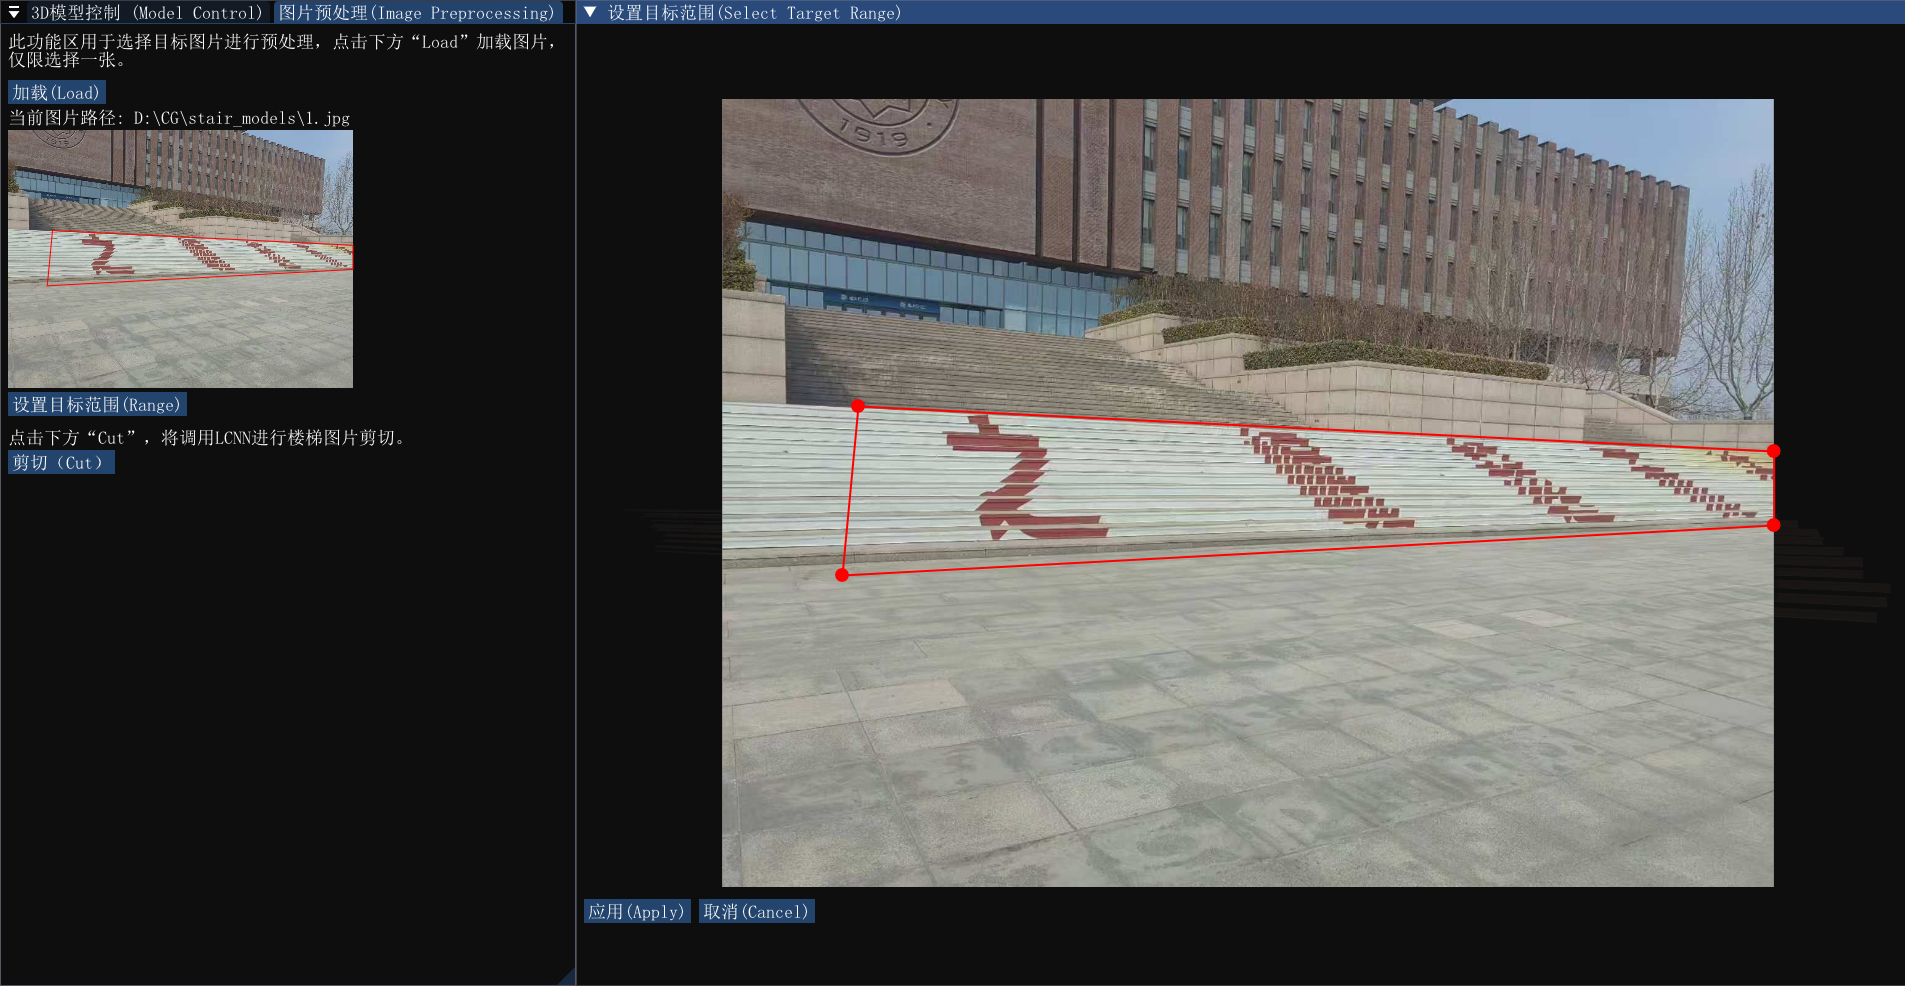 3D模型控制 (Model Control)
图片预处理(Image Preprocessing)
此功能区用于选择目标图片进行预处理，点击下方“Load”加载图片，
仅限选择一张。
加载(Load)
当前图片路径: D:\CG\stair_models\1.jpg
设置目标范围(Range)
点击下方“Cut”，将调用LCNN进行楼梯图片剪切。
剪切（Cut）
设置目标范围(Select Target Range)
1919
应用(Apply)
取消(Cancel)